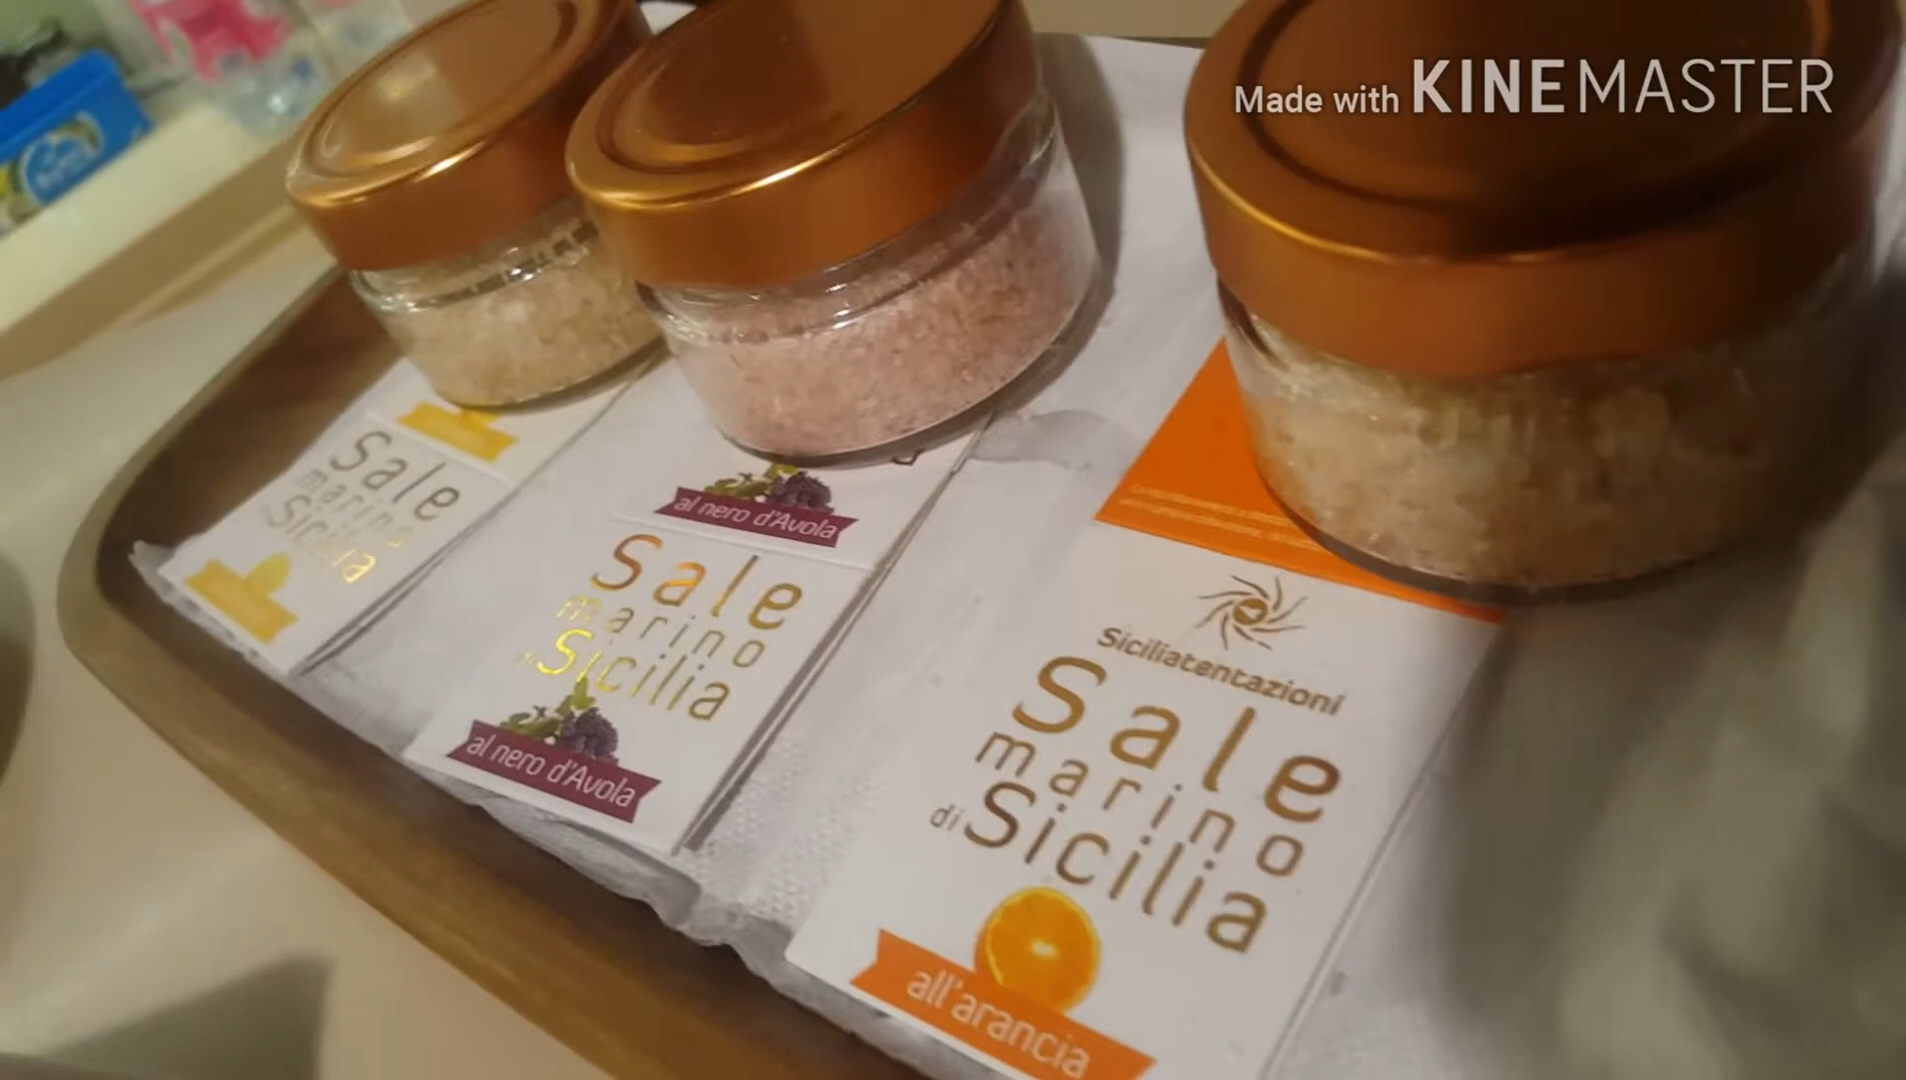 Made with KINEMASTER
Sale
marino
Sicilia
al nero d'Avola
Sale
marino
Sicilia
al nero d'Avola
Siciliatentazioni
Sale
marino
di Sicilia
all'arancia